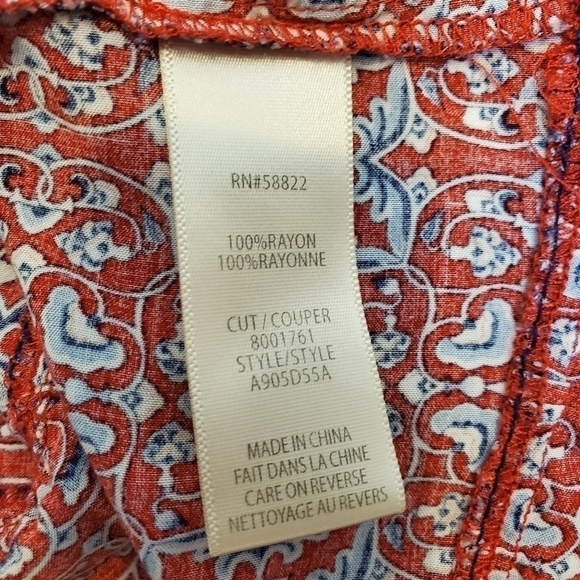 RN#58822
100%RAYON
100%RAYONNE
CUT / COUPER
8001761
STYLE/STYLE
A905D55A
MADE IN CHINA
FAIT DANS LA CHINE
CARE ON REVERSE
NETTOYAGE AU REVERS